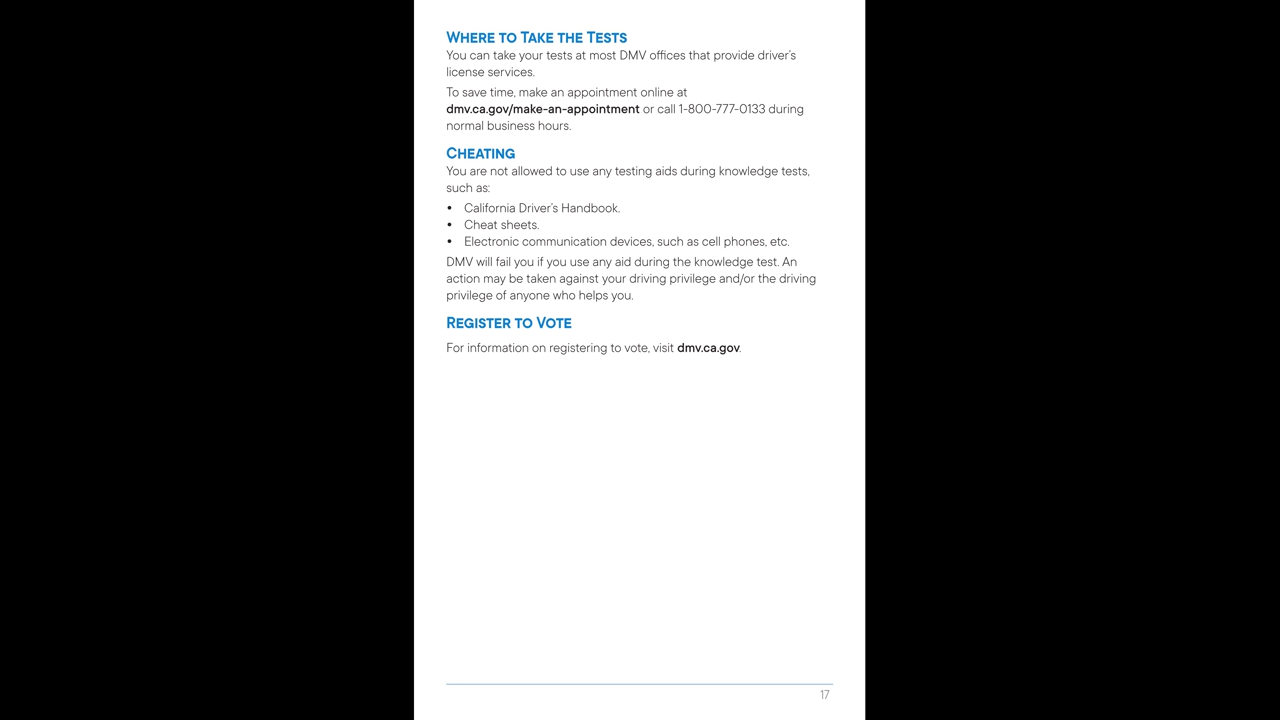 WHERE TO TAKE THE TESTS
You can take your tests at most DMV offices that provide driver's
license services.
To save time, make an appointment online at
dmv.ca.gov/make-an-appointment or call 1-800-777-0133 during
normal business hours.
CHEATING
You are not allowed to use any testing aids during knowledge tests,
such as:
• California Driver's Handbook.
• Cheat sheets.
• Electronic communication devices, such as cell phones, etc.
DMV will fail you if you use any aid during the knowledge test. An
action may be taken against your driving privilege and/or the driving
privilege of anyone who helps you.
REGISTER TO VOTE
For information on registering to vote, visit dmv.ca.gov.
17